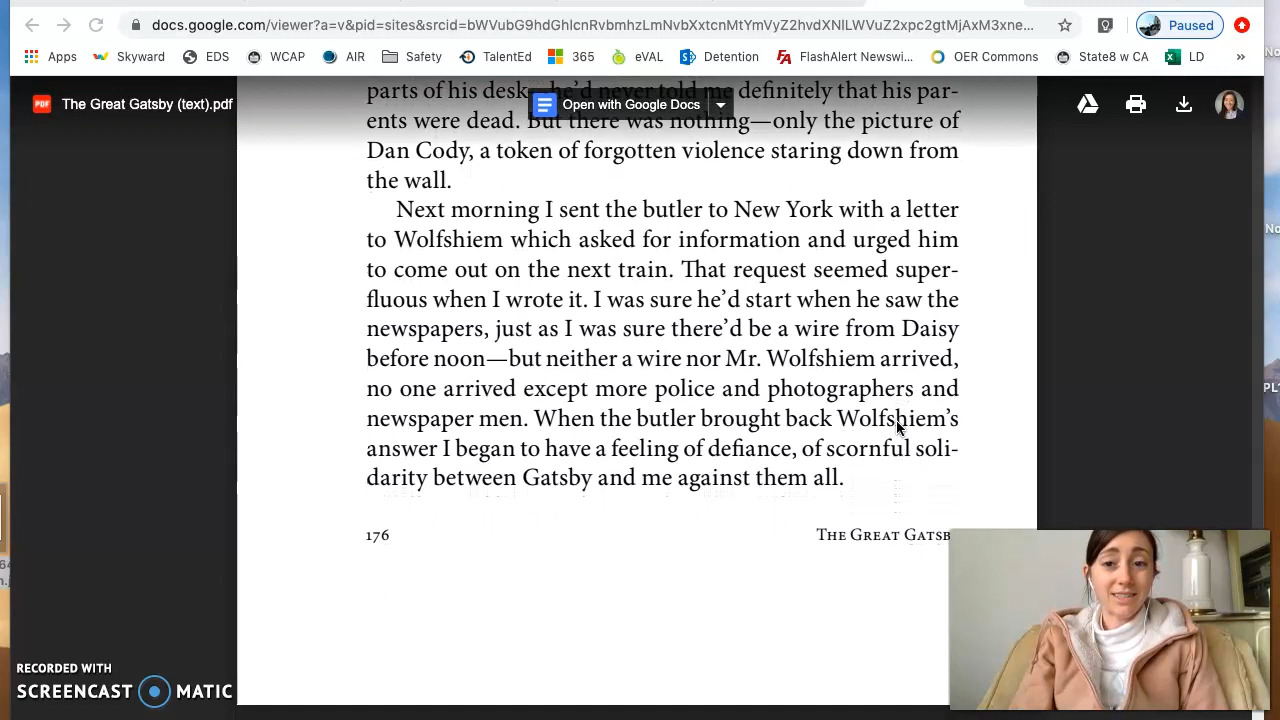 docs.google.com/viewer?a=v&pid=sites&srcid=bWVubG9hdGhlcnRvbmhzLmNvbXxtcnMtYmVyZ2hvdXNlLWVuZ2xpc2gtMjAxM3xne...
Paused
Apps Skyward EDS WCAP AIR Safety TalentEd 365 eVAL Detention FlashAlert Newswi... OER Commons State8 w CA LD »
PDF The Great Gatsby (text).pdf
Open with Google Docs
parts of his desk—he’d never told me definitely that his par-
ents were dead. But there was nothing—only the picture of
Dan Cody, a token of forgotten violence staring down from
the wall.
Next morning I sent the butler to New York with a letter
to Wolfshiem which asked for information and urged him
to come out on the next train. That request seemed super-
fluous when I wrote it. I was sure he’d start when he saw the
newspapers, just as I was sure there’d be a wire from Daisy
before noon—but neither a wire nor Mr. Wolfshiem arrived,
no one arrived except more police and photographers and
newspaper men. When the butler brought back Wolfshiem’s
answer I began to have a feeling of defiance, of scornful soli-
darity between Gatsby and me against them all.
176 The Great Gatsb
RECORDED WITH
SCREENCAST MATIC